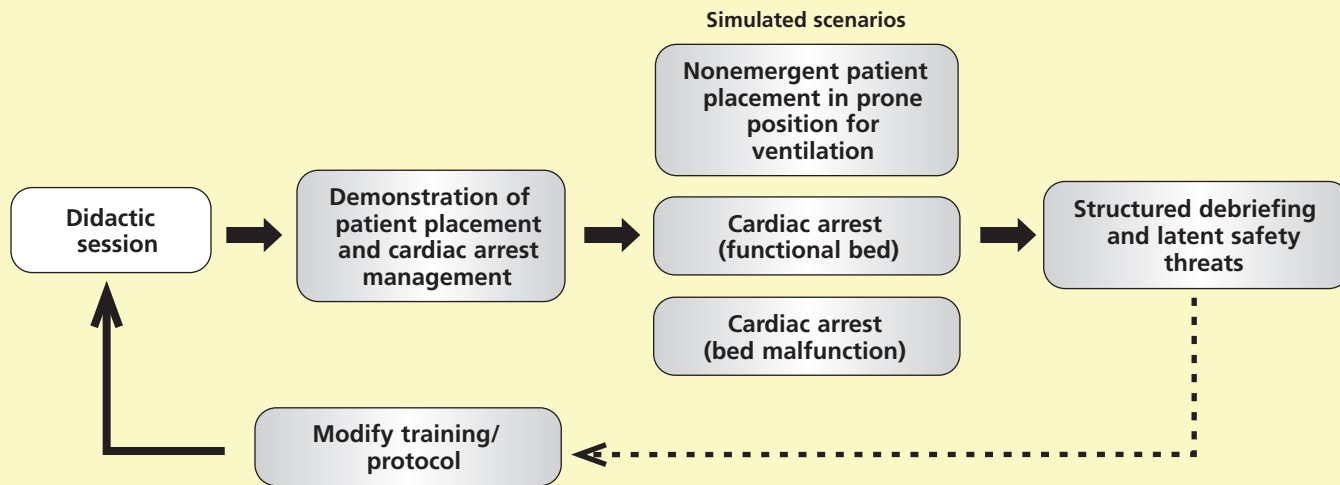 Simulated scenarios
Didactic
session
Demonstration of
patient placement
and cardiac arrest
management
Nonemergent patient
placement in prone
position for
ventilation
Cardiac arrest
(functional bed)
Cardiac arrest
(bed malfunction)
Structured debriefing
and latent safety
threats
Modify training/
protocol